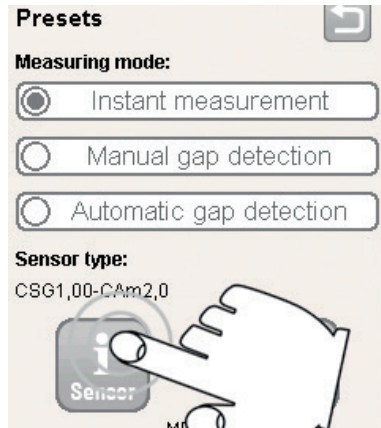 Presets
Measuring mode:
Instant measurement
Manual gap detection
Automatic gap detection
Sensor type:
CSG1,00-CAm2,0
i
Sensor